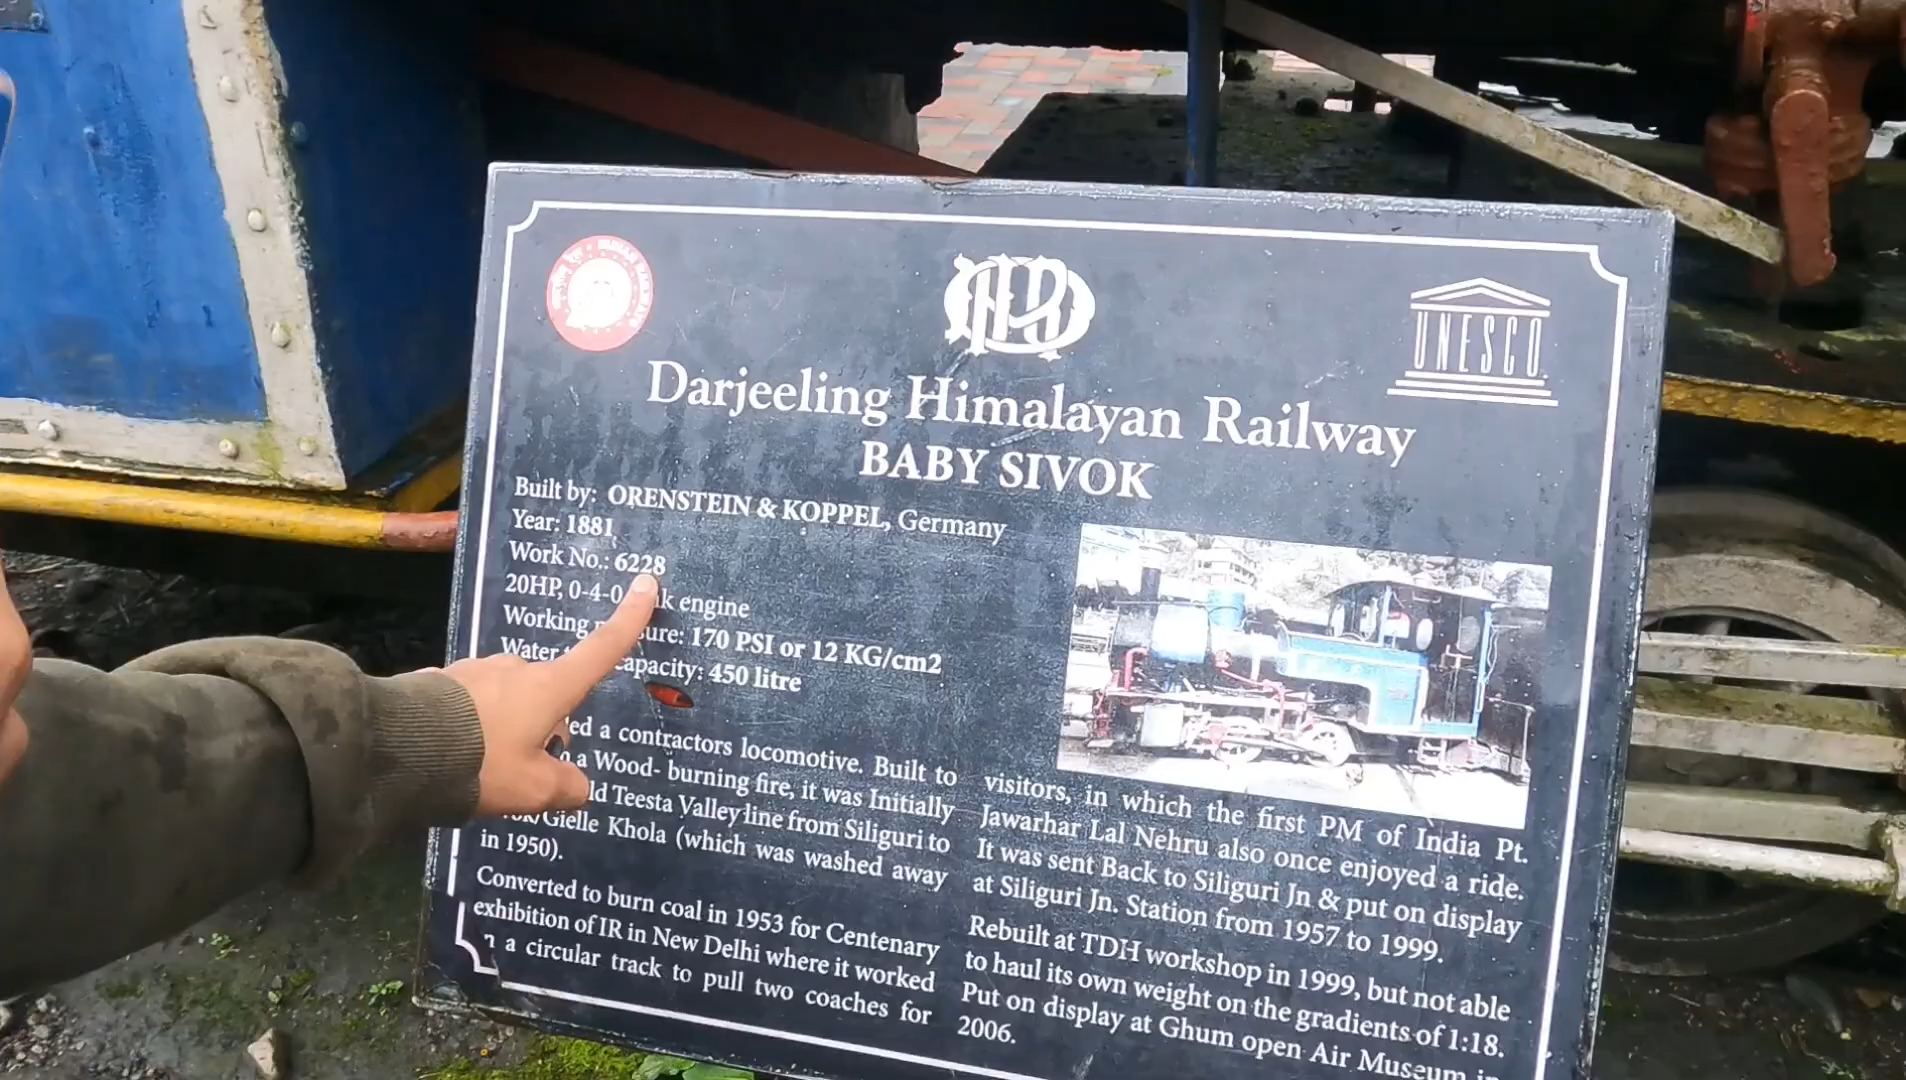 DHR
UNESCO
Darjeeling Himalayan Railway
BABY SIVOK
Built by: ORENSTEIN & KOPPEL, Germany
Year: 1881
Work No.: 6228
20HP, 0-4-0 engine
Working 170 PSI or 12 KG/cm2
Water capacity: 450 litre
a contractors locomotive. Built to
a Wood- burning fire, it was Initially
Teesta Valley line from Siliguri to
Gielle Khola (which was washed away
in 1950).
Converted to burn coal in 1953 for Centenary
exhibition of IR in New Delhi where it worked
a circular track to pull two coaches for
visitors, in which the first PM of India Pt.
Jawarhar Lal Nehru also once enjoyed a ride.
It was sent Back to Siliguri Jn & put on display
at Siliguri Jn. Station from 1957 to 1999.
Rebuilt at TDH workshop in 1999, but not able
to haul its own weight on the gradients of 1:18.
Put on display at Ghum open Air Museum in
2006.